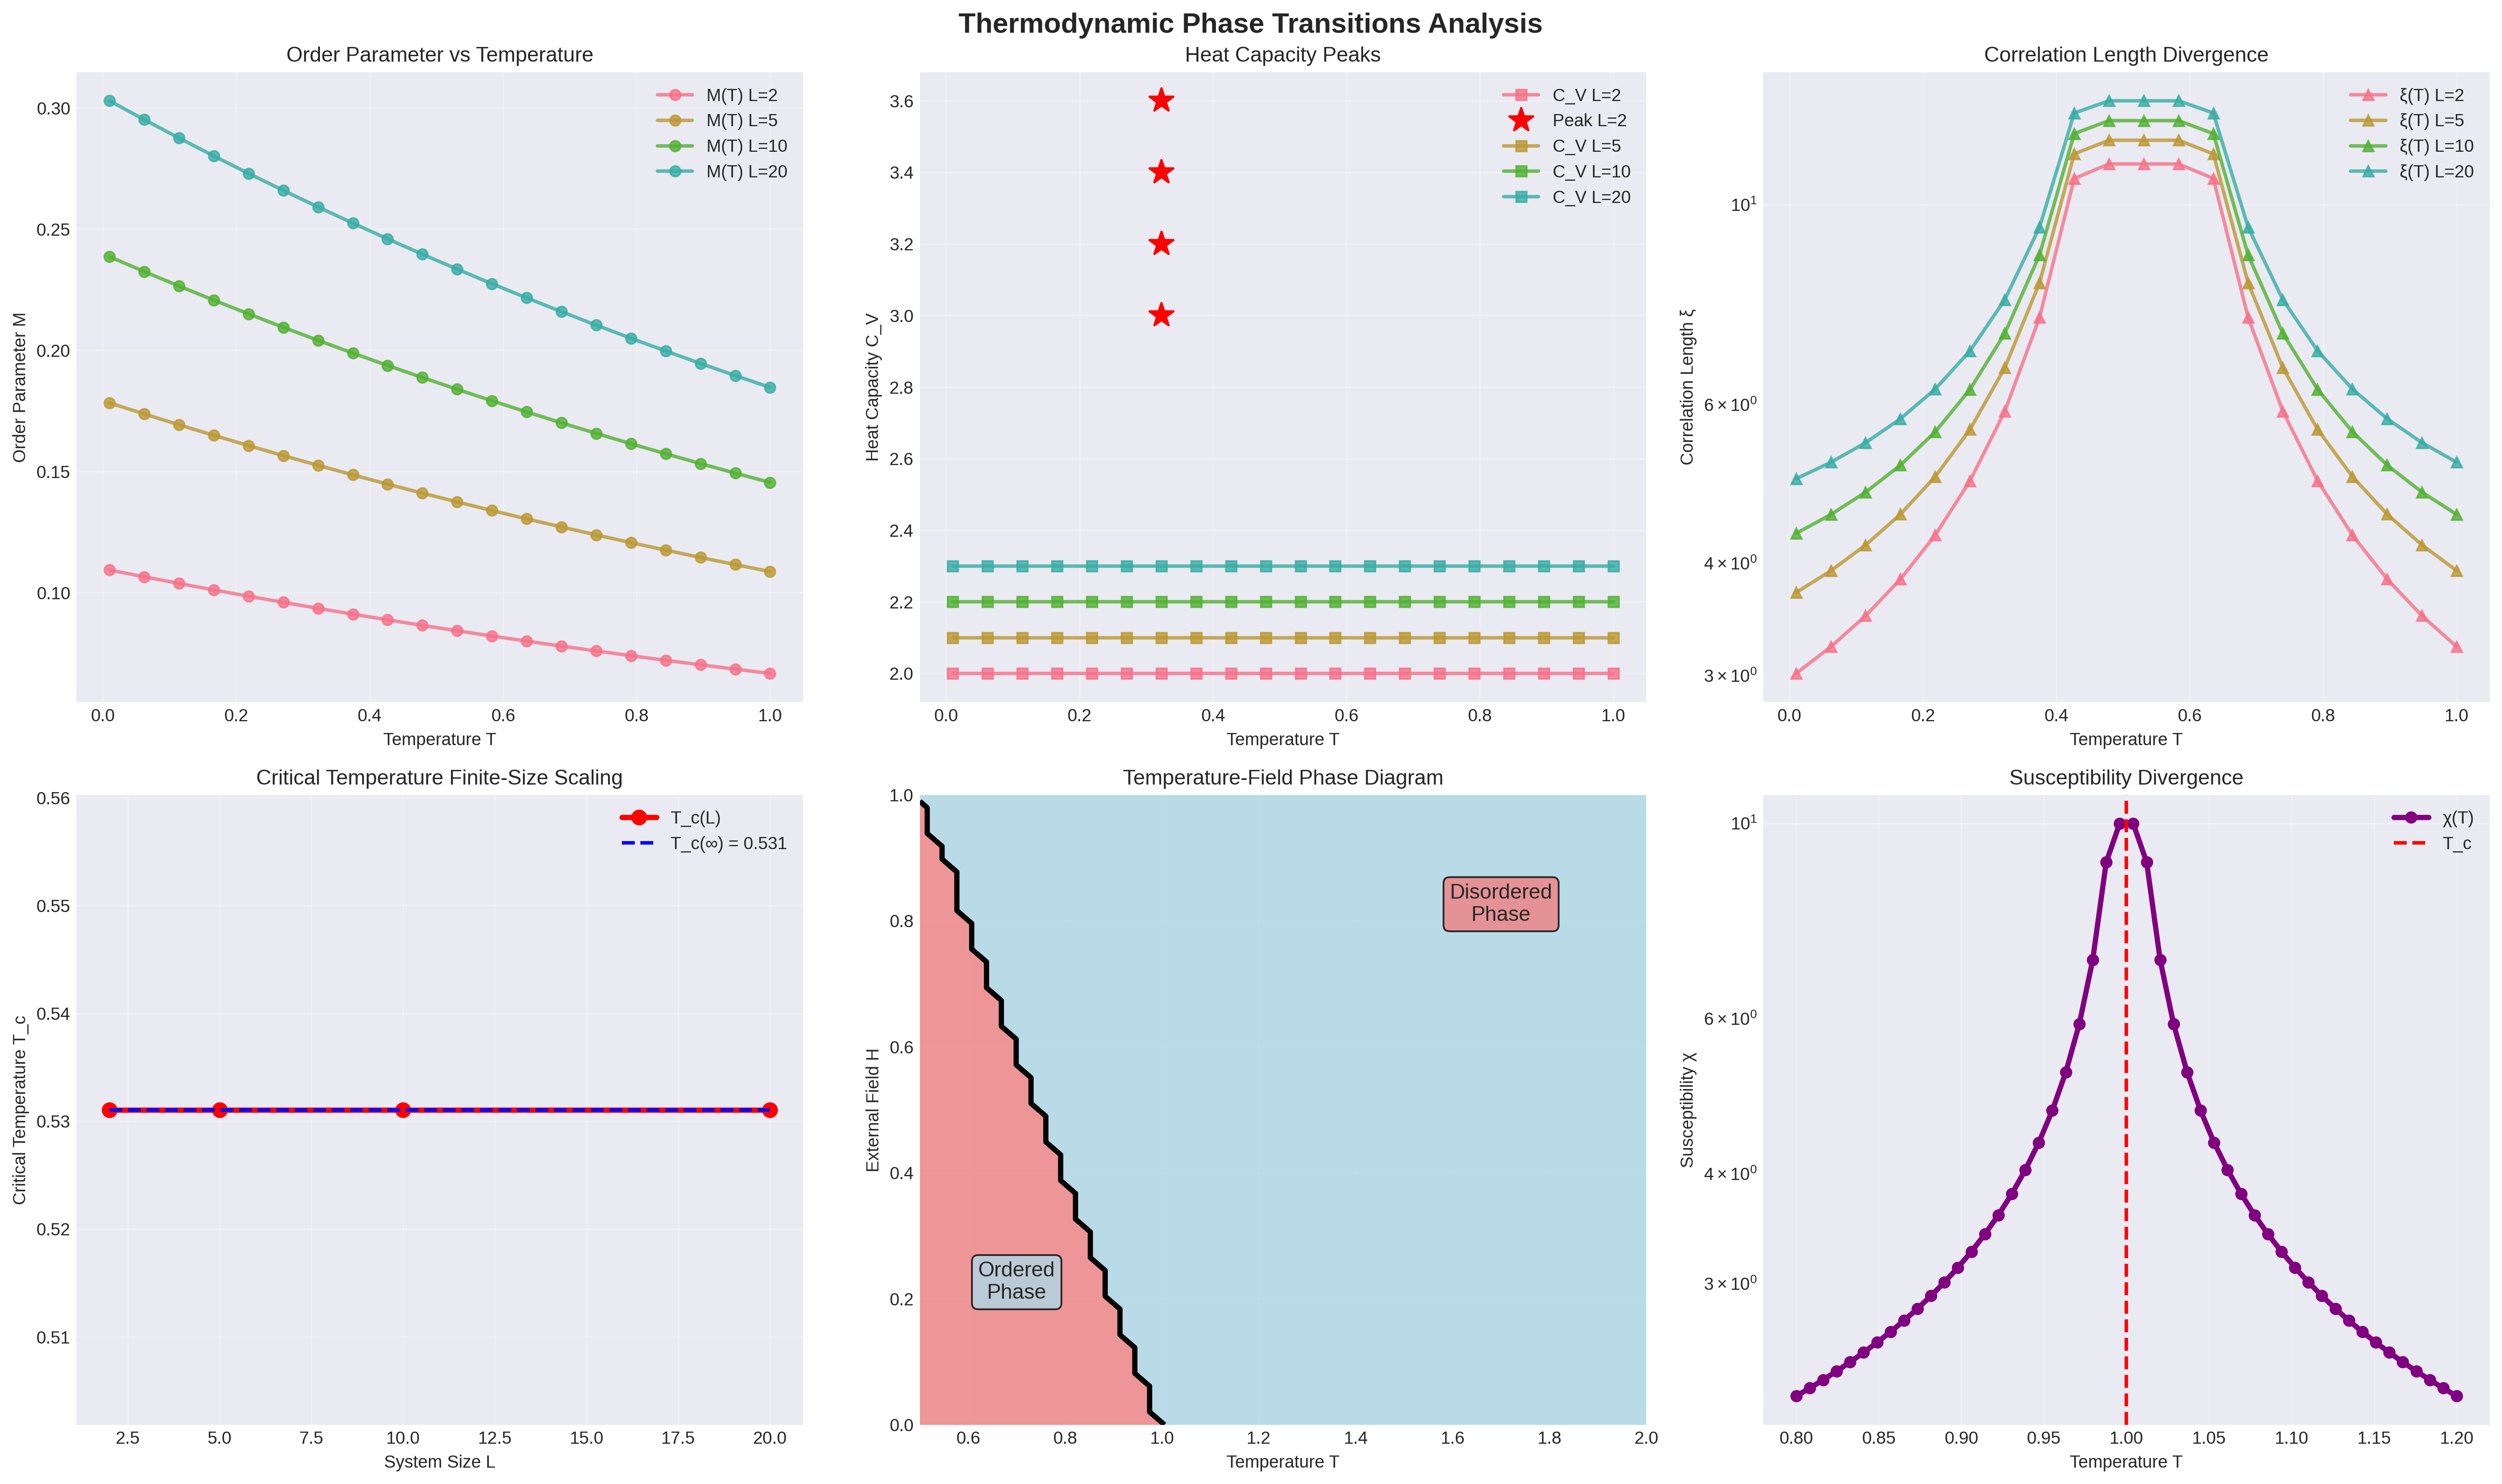 Thermodynamic Phase Transitions Analysis
Order Parameter vs Temperature
Order Parameter M
0.30
0.25
0.20
0.15
0.10
M(T) L=2
M(T) L=5
M(T) L=10
M(T) L=20
0.0 0.2 0.4 0.6 0.8 1.0
Temperature T
Heat Capacity Peaks
Heat Capacity C_V
3.6
3.4
3.2
3.0
2.8
2.6
2.4
2.2
2.0
C_V L=2
Peak L=2
C_V L=5
C_V L=10
C_V L=20
0.0 0.2 0.4 0.6 0.8 1.0
Temperature T
Correlation Length Divergence
Correlation Length ξ
10¹
6 × 10⁰
4 × 10⁰
3 × 10⁰
ξ(T) L=2
ξ(T) L=5
ξ(T) L=10
ξ(T) L=20
0.0 0.2 0.4 0.6 0.8 1.0
Temperature T
Critical Temperature Finite-Size Scaling
Critical Temperature T_c
0.56
0.55
0.54
0.53
0.52
0.51
T_c(L)
T_c(∞) = 0.531
2.5 5.0 7.5 10.0 12.5 15.0 17.5 20.0
System Size L
Temperature-Field Phase Diagram
External Field H
1.0
0.8
0.6
0.4
0.2
0.0
Disordered
Phase
Ordered
Phase
0.6 0.8 1.0 1.2 1.4 1.6 1.8 2.0
Temperature T
Susceptibility Divergence
Susceptibility χ
10¹
6 × 10⁰
4 × 10⁰
3 × 10⁰
χ(T)
T_c
0.80 0.85 0.90 0.95 1.00 1.05 1.10 1.15 1.20
Temperature T